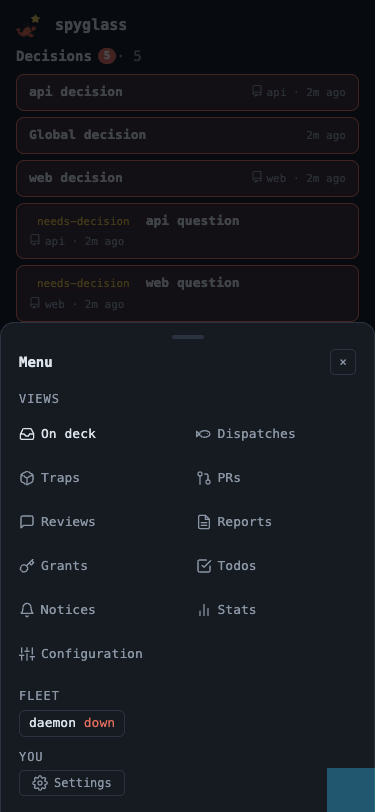 spyglass
Decisions 5 · 5
api decision api · 2m ago
Global decision 2m ago
web decision web · 2m ago
needs-decision api question
api · 2m ago
needs-decision web question
web · 2m ago
Menu ×
VIEWS
On deck Dispatches
Traps PRs
Reviews Reports
Grants Todos
Notices Stats
Configuration
FLEET
daemon down
YOU
Settings